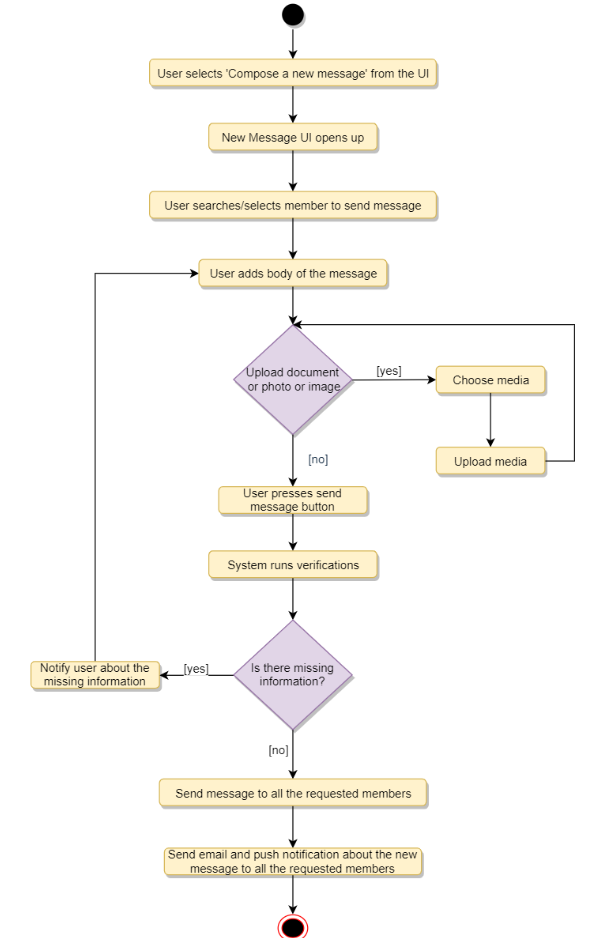 User selects 'Compose a new message' from the UI
New Message UI opens up
User searches/selects member to send message
User adds body of the message
Upload document
or photo or image
[yes]
Choose media
Upload media
[no]
User presses send
message button
System runs verifications
Is there missing
information?
[yes]
Notify user about the
missing information
[no]
Send message to all the requested members
Send email and push notification about the new
message to all the requested members